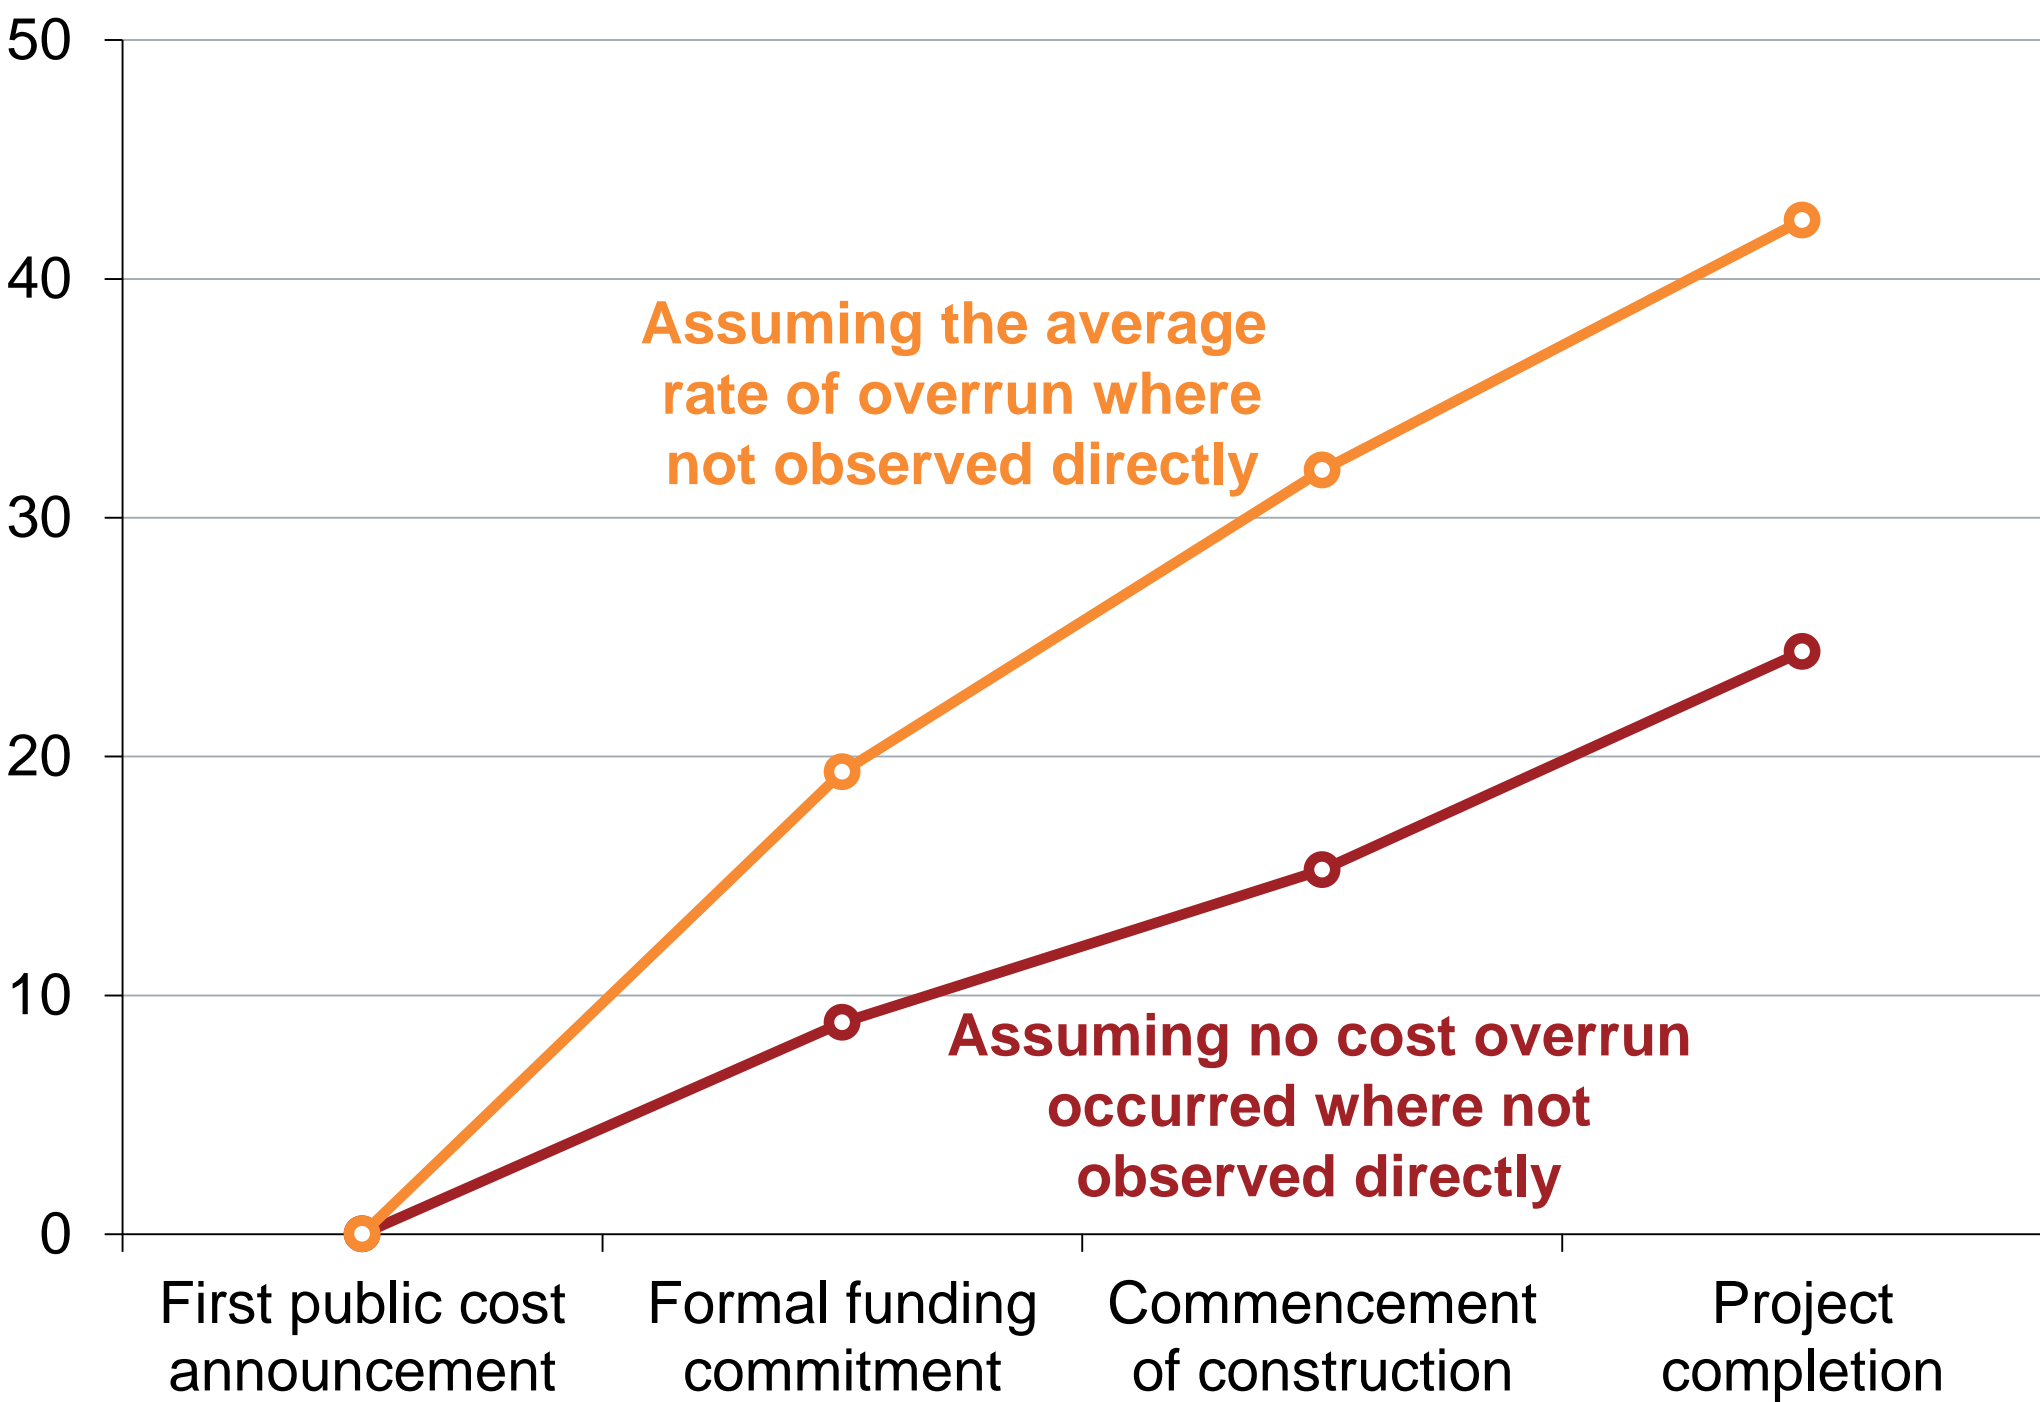 50
40
30
20
10
0
Assuming the average
rate of overrun where
not observed directly
Assuming no cost overrun
occurred where not
observed directly
First public cost
announcement
Formal funding
commitment
Commencement
of construction
Project
completion